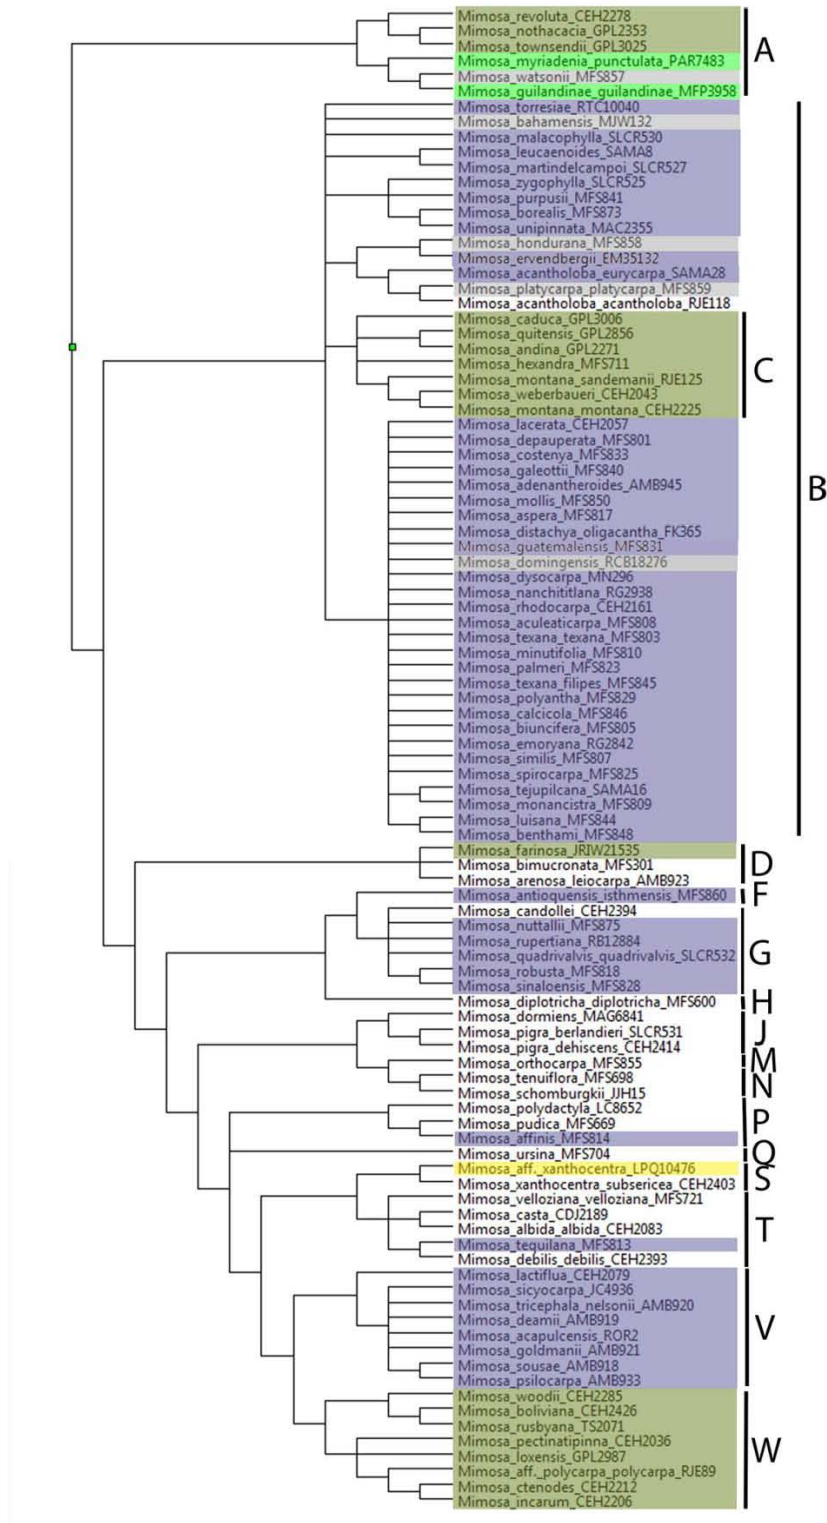 Mimosa_revoluta_CEH2278
Mimosa_nothacacia_GPL2353
Mimosa_townsendii_GPL3025
A
Mimosa_myriadenia_punctulata_PAR7483
Mimosa_watsonii_MFS857
Mimosa_guilandinae_guilandinae_MFP3958
Mimosa_torresiae_RTC10040
Mimosa_bahamensis_MJW132
Mimosa_malacophylla_SLCR530
Mimosa_leucaenoides_SAMA8
Mimosa_martindelcampoi_SLCR527
Mimosa_zygophylla_SLCR525
Mimosa_purpusii_MFS841
Mimosa_borealis_MFS873
Mimosa_unipinnata_MAC2355
Mimosa_hondurana_MFS858
Mimosa_ervendbergii_EM35132
Mimosa_acantholoba_eurycarpa_SAMA28
Mimosa_platycarpa_platycarpa_MFS859
Mimosa_acantholoba_acantholoba_RJE118
Mimosa_caduca_GPL3006
Mimosa_quitensis_GPL2856
Mimosa_andina_GPL2271
Mimosa_hexandra_MFS711
C
Mimosa_montana_sandemanii_RJE125
Mimosa_weberbaueri_CEH2043
Mimosa_montana_montana_CEH2225
Mimosa_lacerata_CEH2057
Mimosa_depauperata_MFS801
Mimosa_costenya_MFS833
Mimosa_galeottii_MFS840
Mimosa_adenantheroides_AMB945
B
Mimosa_mollis_MFS850
Mimosa_aspera_MFS817
Mimosa_distachya_oligacantha_FK365
Mimosa_guatemalensis_MFS831
Mimosa_domingensis_RCB18276
Mimosa_dysocarpa_MN296
Mimosa_nanchititlana_RG2938
Mimosa_rhodocarpa_CEH2161
Mimosa_aculeaticarpa_MFS808
Mimosa_texana_texana_MFS803
Mimosa_minutifolia_MFS810
Mimosa_palmeri_MFS823
Mimosa_texana_filipes_MFS845
Mimosa_polyantha_MFS829
Mimosa_calcicola_MFS846
Mimosa_biuncifera_MFS805
Mimosa_emoryana_RG2842
Mimosa_similis_MFS807
Mimosa_spirocarpa_MFS825
Mimosa_tejupilcana_SAMA16
Mimosa_monancistra_MFS809
Mimosa_luisana_MFS844
Mimosa_benthami_MFS848
Mimosa_farinosa_JRIW21535
Mimosa_bimucronata_MFS301
D
Mimosa_arenosa_leiocarpa_AMB923
Mimosa_antioquensis_isthmensis_MFS860
F
Mimosa_candollei_CEH2394
Mimosa_nuttallii_MFS875
Mimosa_rupertiana_RB12884
Mimosa_quadrivalvis_quadrivalvis_SLCR532
G
Mimosa_robusta_MFS818
Mimosa_sinaloensis_MFS828
Mimosa_diplotricha_diplotricha_MFS600
H
Mimosa_dormiens_MAG6841
Mimosa_pigra_berlandieri_SLCR531
J
Mimosa_pigra_dehiscens_CEH2414
Mimosa_orthocarpa_MFS855
M
Mimosa_tenuiflora_MFS698
N
Mimosa_schomburgkii_JJH15
Mimosa_polydactyla_LC8652
Mimosa_pudica_MFS669
P
Mimosa_affinis_MFS814
Mimosa_ursina_MFS704
Q
Mimosa_aff._xanthocentra_LPQ10476
S
Mimosa_xanthocentra_subsericea_CEH2403
Mimosa_velloziana_velloziana_MFS721
Mimosa_casta_CDJ2189
Mimosa_albida_albida_CEH2083
T
Mimosa_tequilana_MFS813
Mimosa_debilis_debilis_CEH2393
Mimosa_lactiflua_CEH2079
Mimosa_sicyocarpa_JC4936
Mimosa_tricephala_nelsonii_AMB920
Mimosa_deamii_AMB919
V
Mimosa_acapulcensis_ROR2
Mimosa_goldmanii_AMB921
Mimosa_sousae_AMB918
Mimosa_psilocarpa_AMB933
Mimosa_woodii_CEH2285
Mimosa_boliviana_CEH2426
Mimosa_rusbyana_TS2071
Mimosa_pectinatipinna_CEH2036
W
Mimosa_loxensis_GPL2987
Mimosa_aff._polycarpa_polycarpa_RJE89
Mimosa_ctenodes_CEH2212
Mimosa_incarum_CEH2206